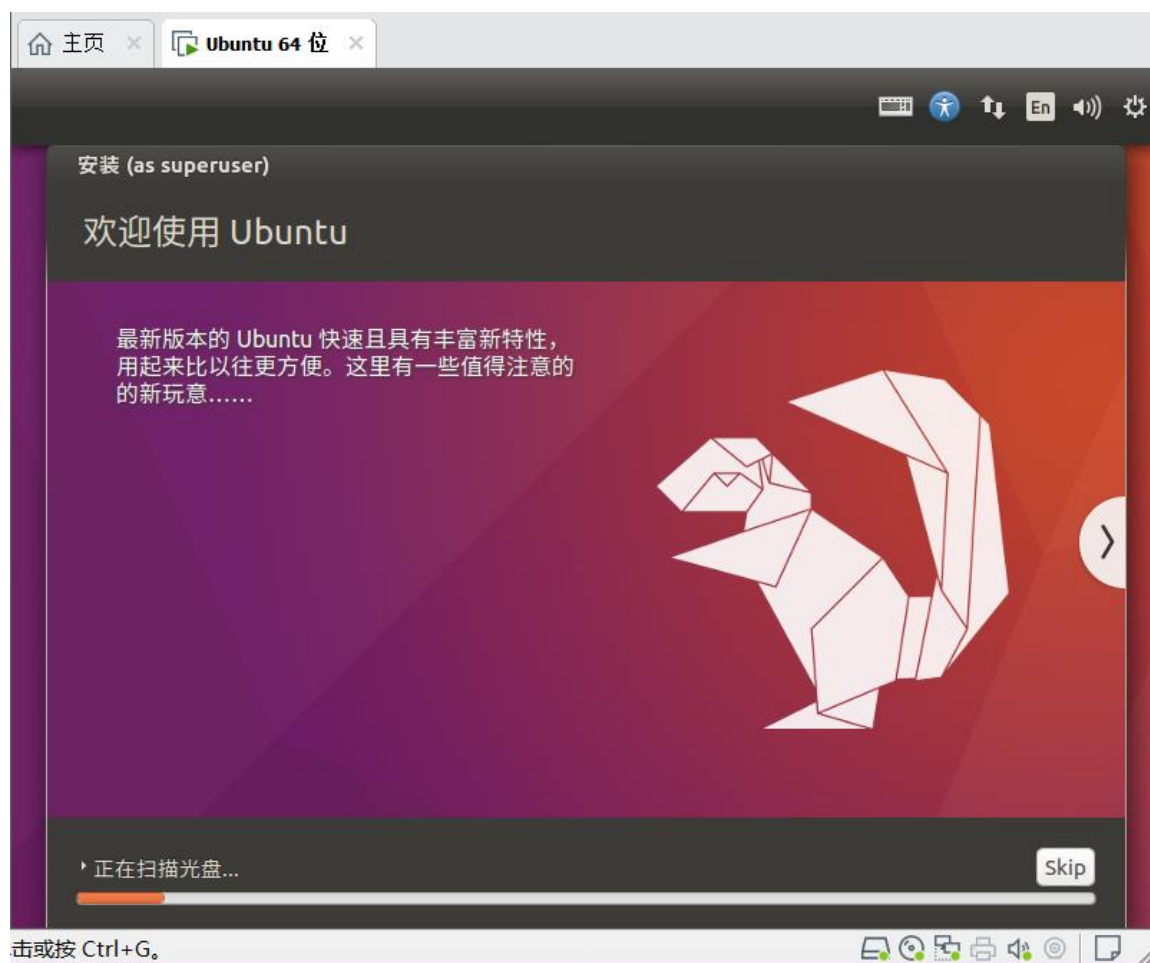 主页
Ubuntu 64 位
En
安装 (as superuser)
欢迎使用 Ubuntu
最新版本的 Ubuntu 快速且具有丰富新特性，
用起来比以往更方便。这里有一些值得注意的
的新玩意……
正在扫描光盘...
Skip
击或按 Ctrl+G。